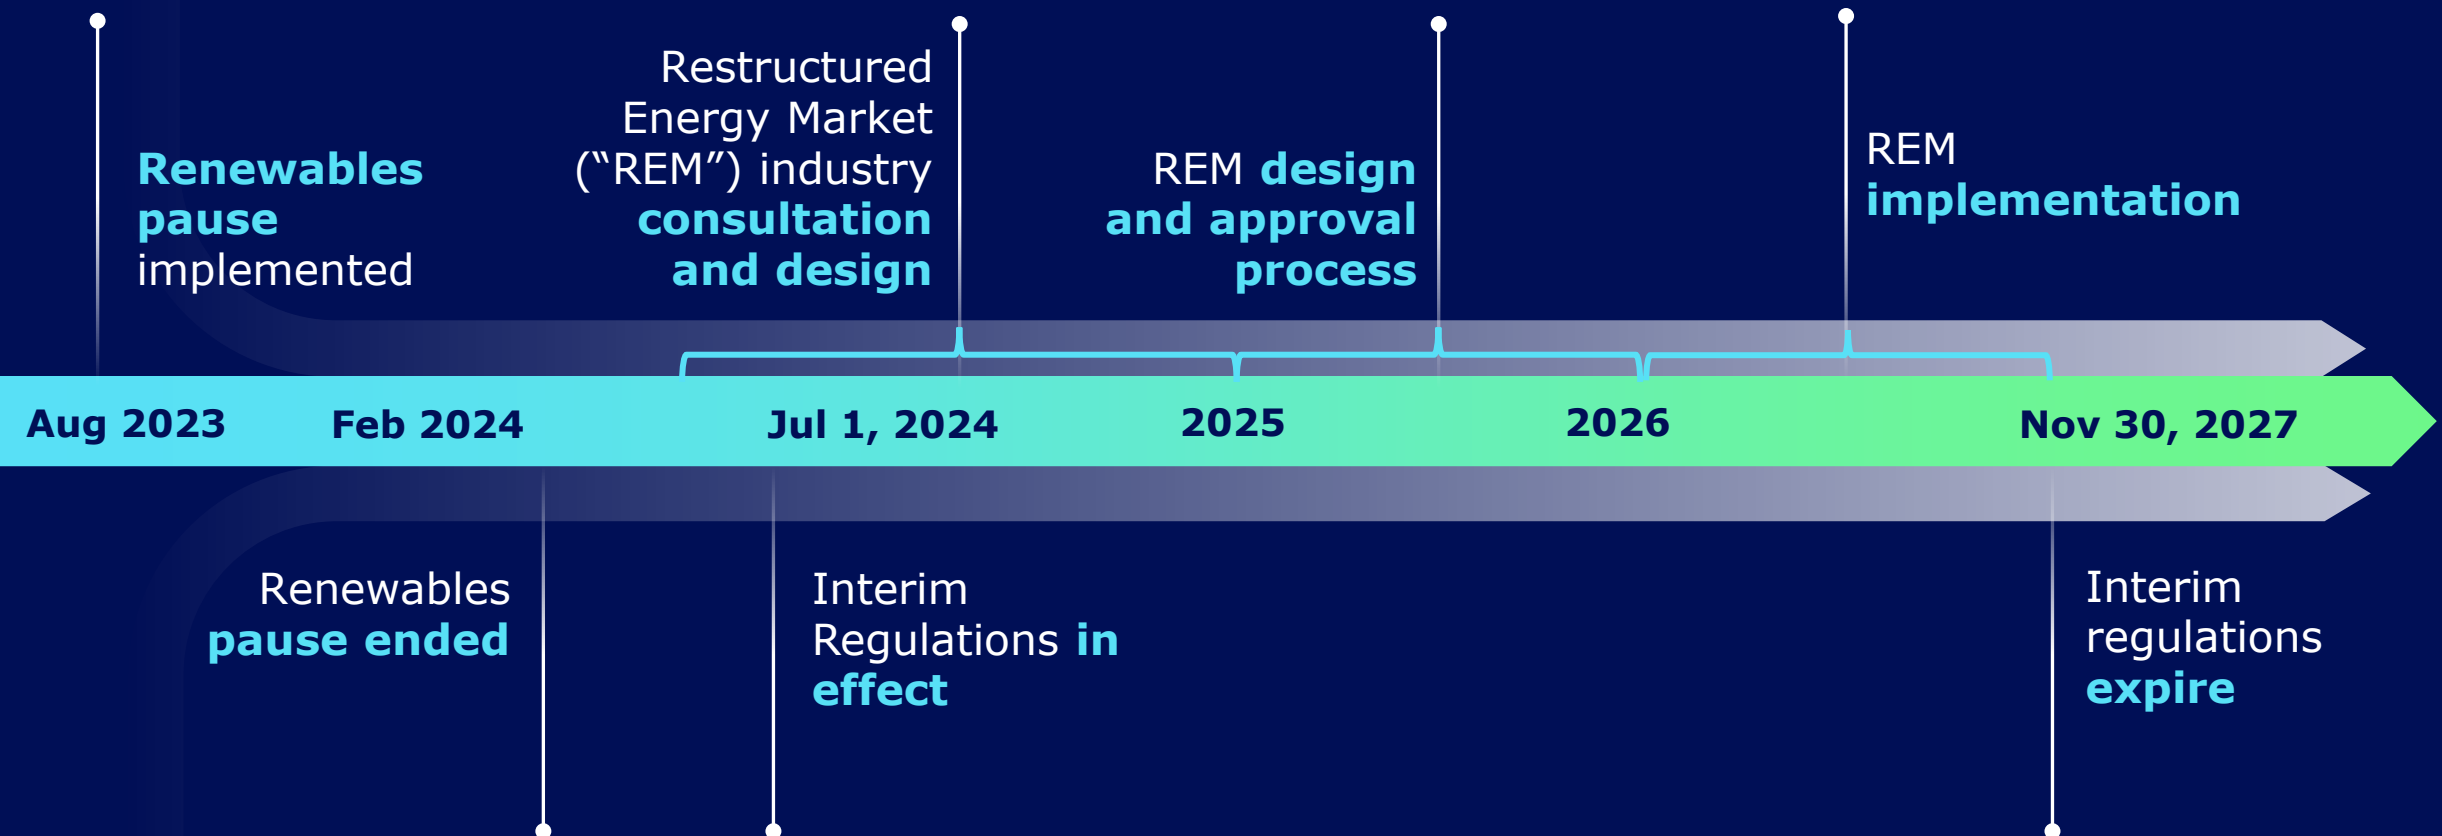 Renewables
pause
implemented
Restructured
Energy Market
(“REM”) industry
consultation
and design
REM design
and approval
process
REM
implementation
Aug 2023
Feb 2024
Jul 1, 2024
2025
2026
Nov 30, 2027
Renewables
pause ended
Interim
Regulations in
effect
Interim
regulations
expire